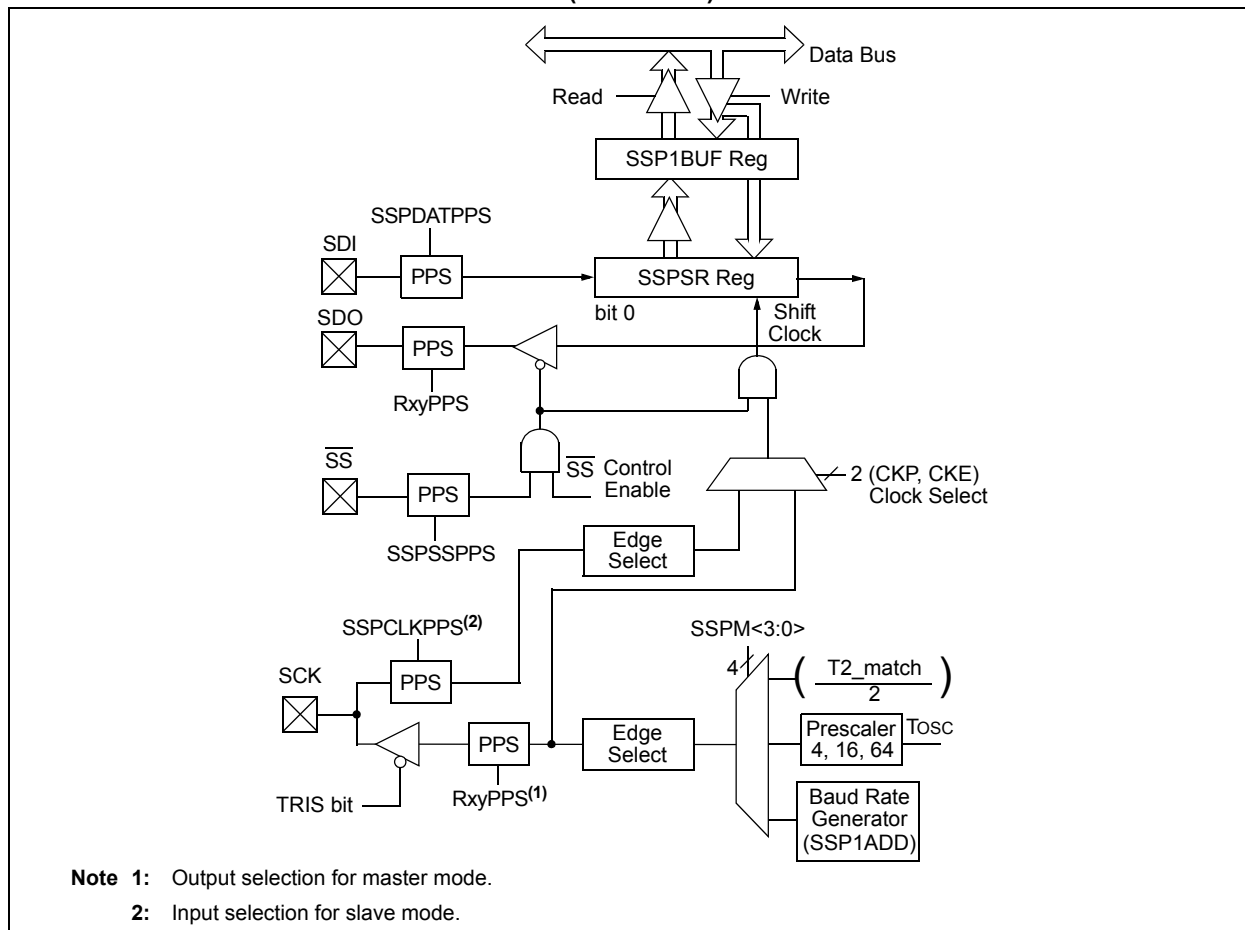 Data Bus
Read
Write
SSP1BUF Reg
SSPDATPPS
SDI
PPS
SSPSR Reg
bit 0
Shift
Clock
SDO
PPS
RxyPPS
SS
PPS
SSPSSPPS
SS Control
Enable
2 (CKP, CKE)
Clock Select
Edge
Select
SSPCLKPPS(2)
SCK
PPS
PPS
RxyPPS(1)
TRIS bit
Edge
Select
SSPM<3:0>
4
( T2_match )
2
Prescaler
4, 16, 64
TOSC
Baud Rate
Generator
(SSP1ADD)
Note 1: Output selection for master mode.
2: Input selection for slave mode.